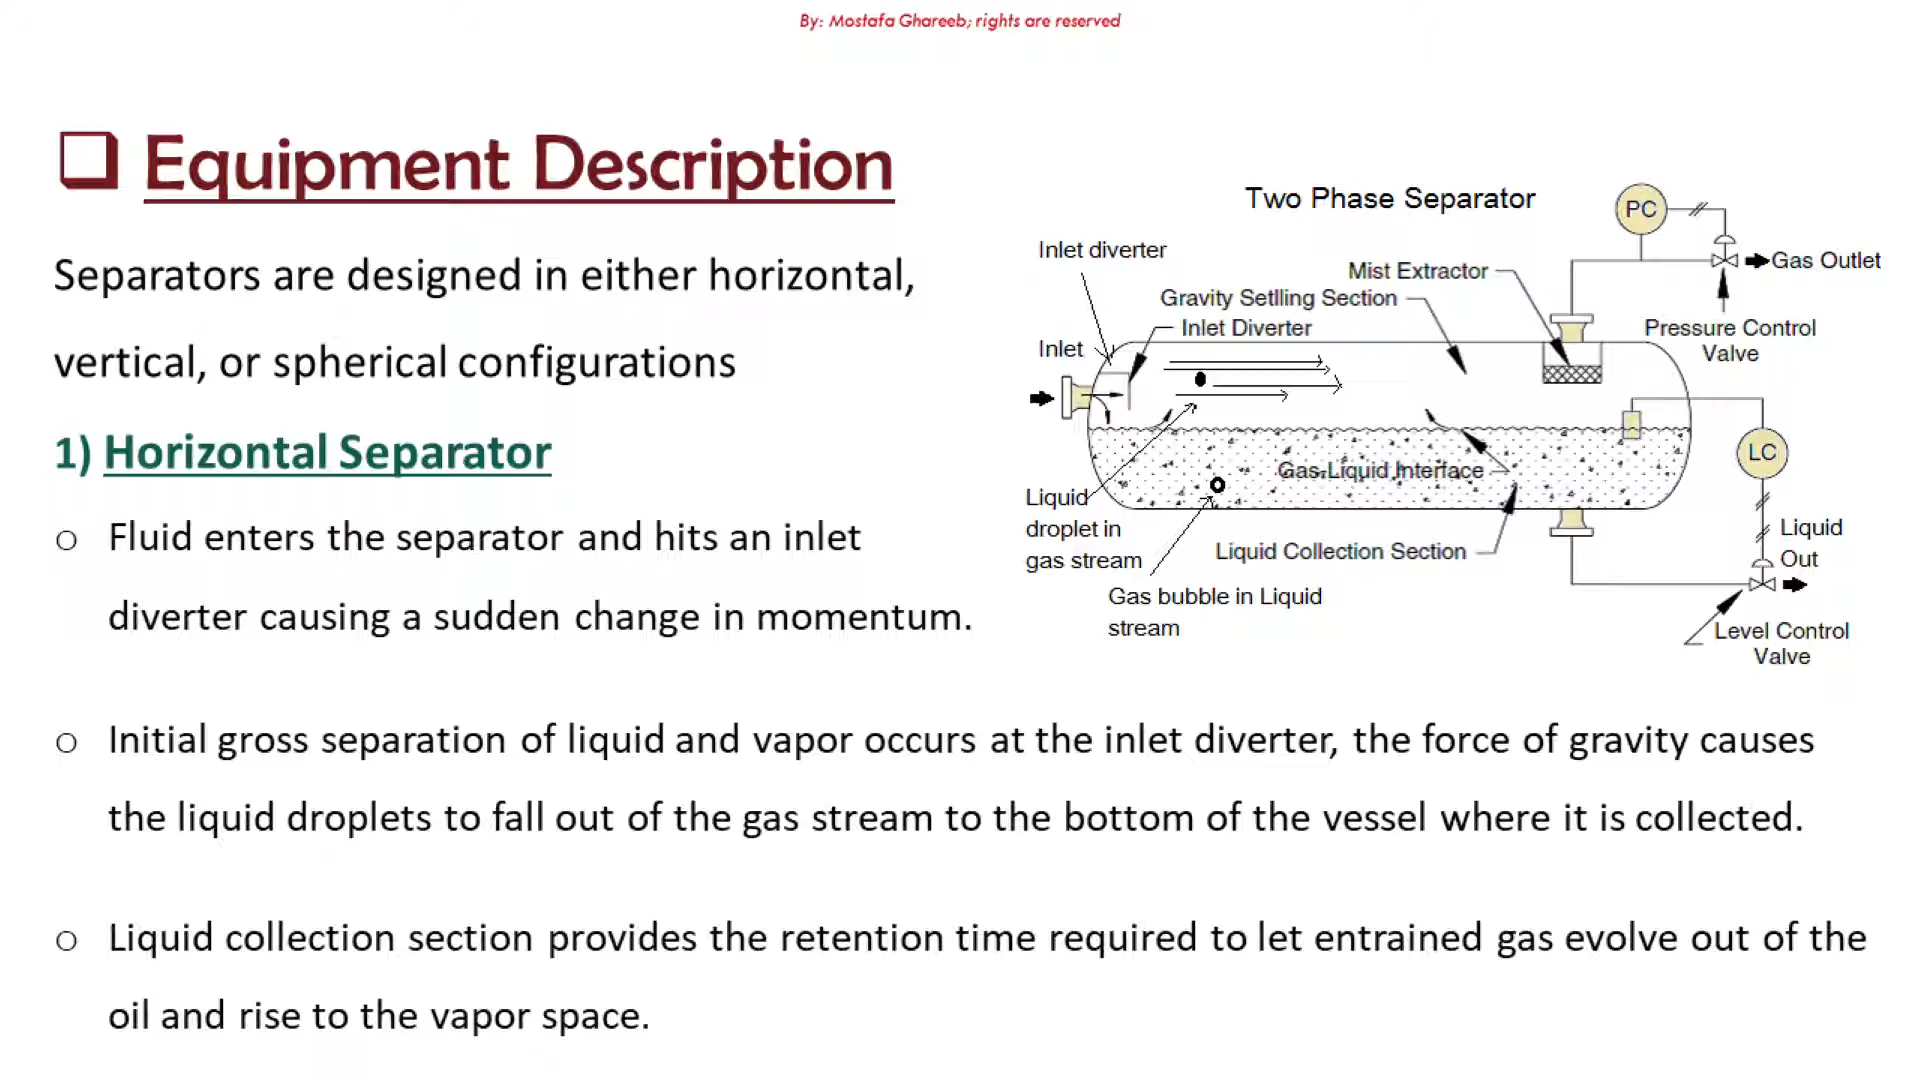 By: Mostafa Ghareeb; rights are reserved
Equipment Description
Separators are designed in either horizontal,
vertical, or spherical configurations
1) Horizontal Separator
o Fluid enters the separator and hits an inlet
diverter causing a sudden change in momentum.
o Initial gross separation of liquid and vapor occurs at the inlet diverter, the force of gravity causes
the liquid droplets to fall out of the gas stream to the bottom of the vessel where it is collected.
o Liquid collection section provides the retention time required to let entrained gas evolve out of the
oil and rise to the vapor space.
Two Phase Separator
PC
Inlet diverter
Gas Outlet
Mist Extractor
Gravity Setlling Section
Inlet Diverter
Pressure Control
Valve
Inlet
LC
Gas-Liquid Interface
Liquid
droplet in
gas stream
Liquid Collection Section
Liquid
Out
Gas bubble in Liquid
stream
Level Control
Valve